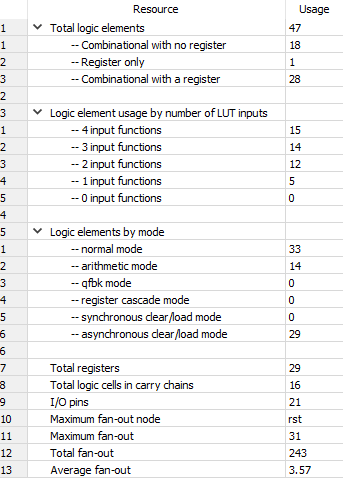 Resource Usage
1 Total logic elements 47
1 -- Combinational with no register 18
2 -- Register only 1
3 -- Combinational with a register 28
2
3 Logic element usage by number of LUT inputs
1 -- 4 input functions 15
2 -- 3 input functions 14
3 -- 2 input functions 12
4 -- 1 input functions 5
5 -- 0 input functions 0
4
5 Logic elements by mode
1 -- normal mode 33
2 -- arithmetic mode 14
3 -- qfbk mode 0
4 -- register cascade mode 0
5 -- synchronous clear/load mode 0
6 -- asynchronous clear/load mode 29
6
7 Total registers 29
8 Total logic cells in carry chains 16
9 I/O pins 21
10 Maximum fan-out node rst
11 Maximum fan-out 31
12 Total fan-out 243
13 Average fan-out 3.57